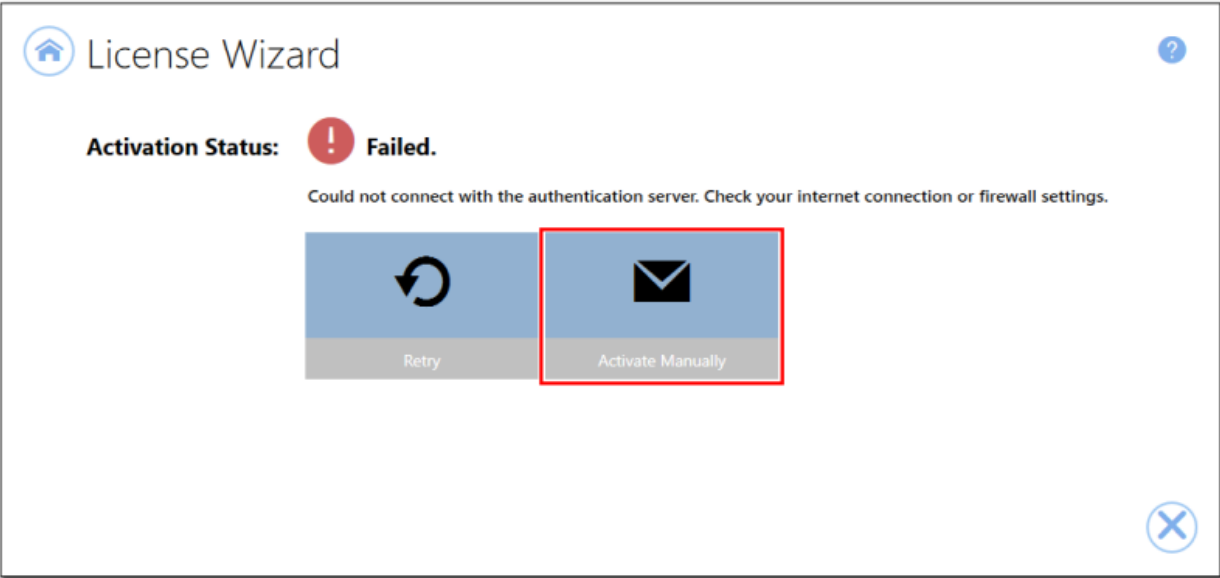 License Wizard
?
Activation Status:
! Failed.
Could not connect with the authentication server. Check your internet connection or firewall settings.
Retry
Activate Manually